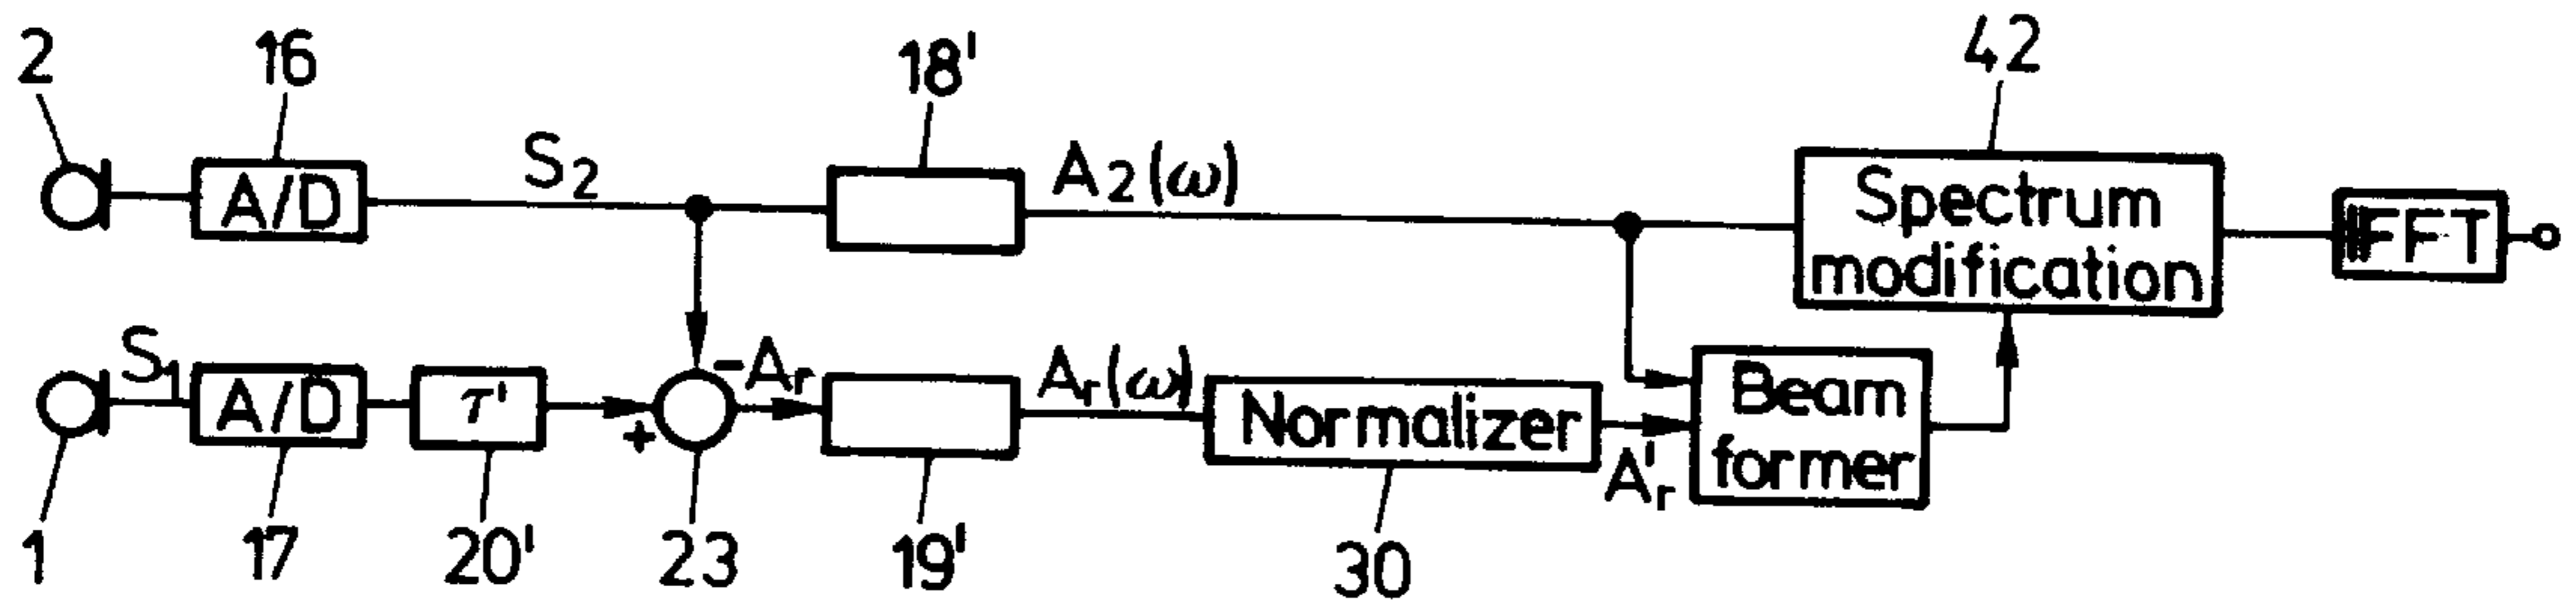 2
16
18'
42
S2
A/D
A2(ω)
Spectrum
modification
IFFT
S1
A/D
τ'
+
-Ar
Ar(ω)
Normalizer
A'r
Beam
former
1
17
20'
23
19'
30